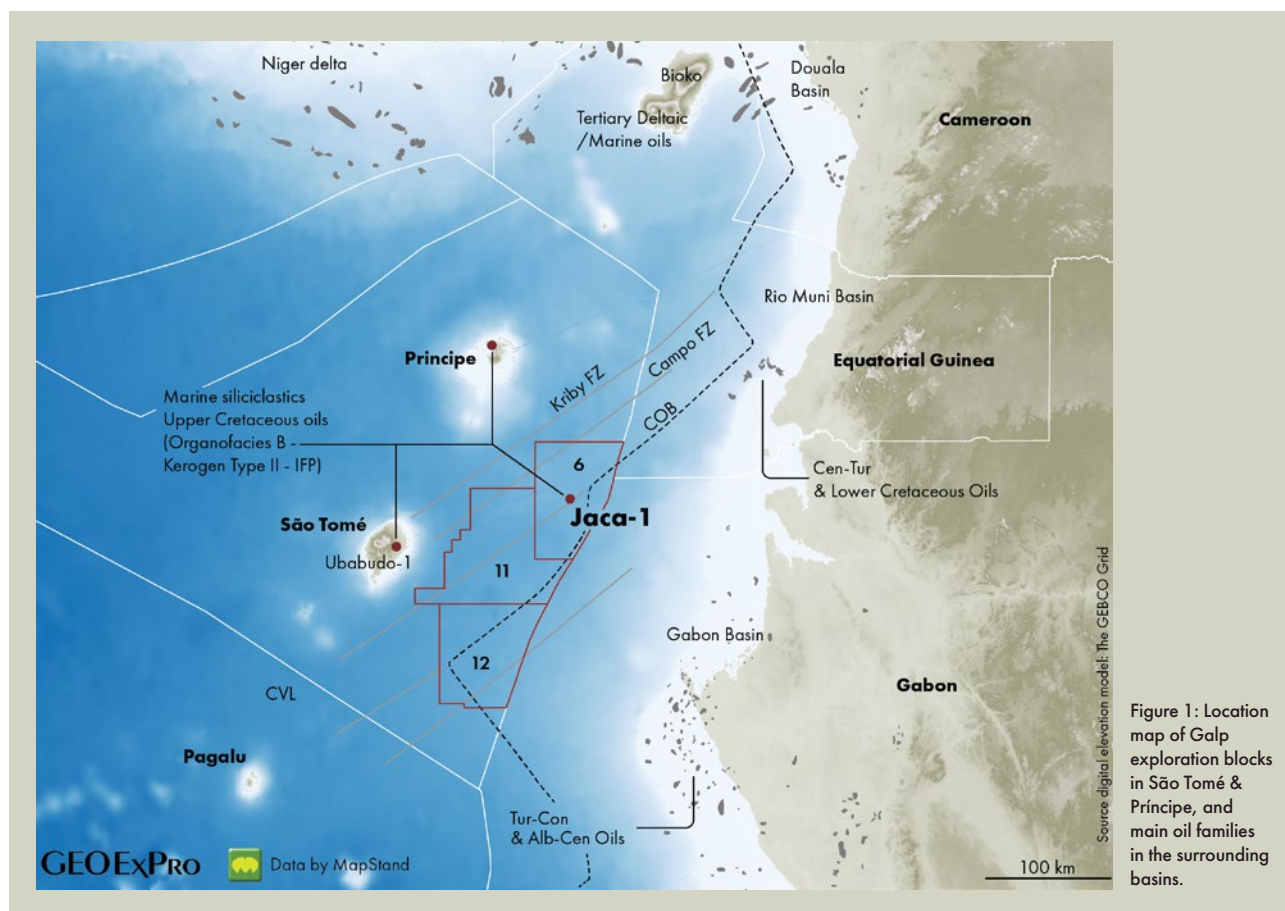 Niger delta
Bioko
Douala
Basin
Tertiary Deltaic
/Marine oils
Cameroon
Rio Muni Basin
Principe
Kriby FZ
Campo FZ
Equatorial Guinea
Marine siliciclastics
Upper Cretaceous oils
(Organofacies B -
Kerogen Type II - IFP)
COB
6
Cen-Tur
& Lower Cretaceous Oils
Jaca-1
São Tomé
Ubabudo-1
11
Gabon Basin
12
CVL
Gabon
Pagalu
Tur-Con
& Alb-Cen Oils
Source digital elevation model: The GEBCO Grid
GEOEXPRO
Data by MapStand
100 km
Figure 1: Location
map of Galp
exploration blocks
in São Tomé &
Príncipe, and
main oil families
in the surrounding
basins.